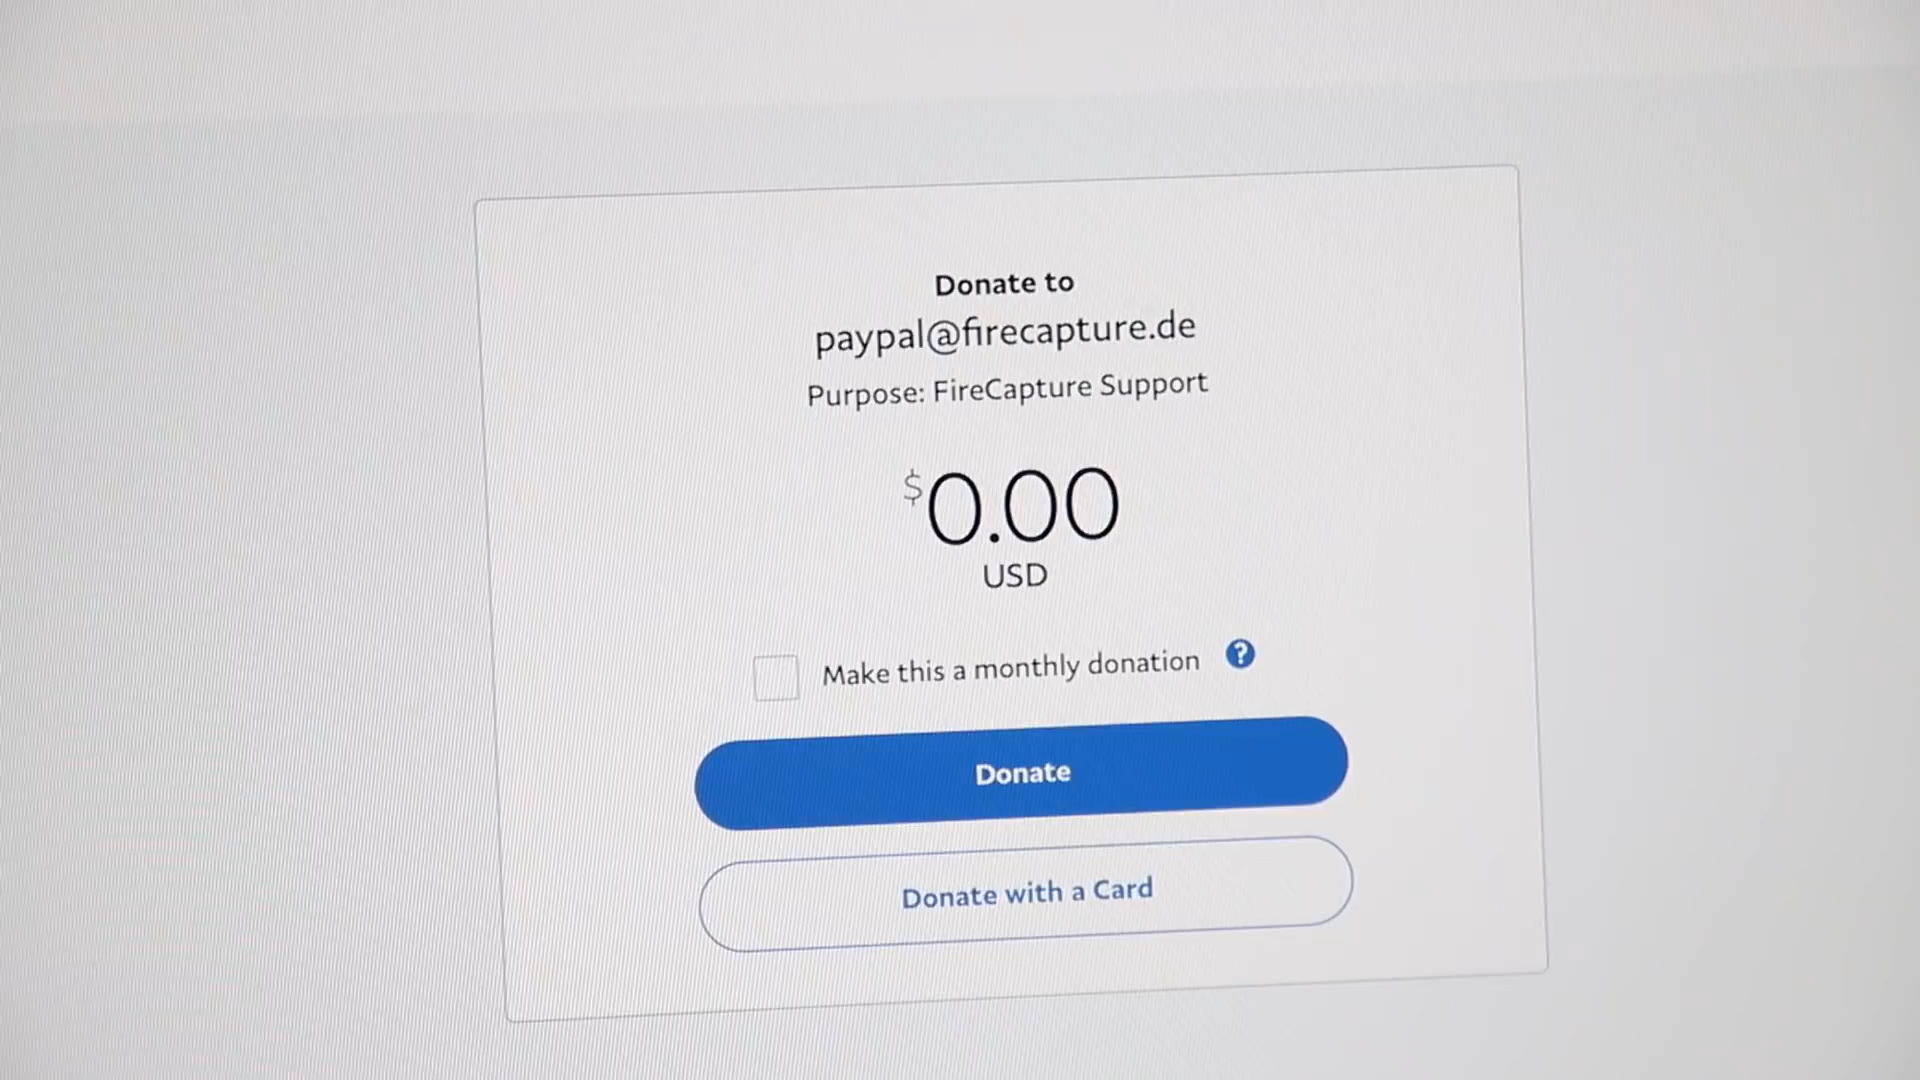 Donate to
paypal@firecapture.de
Purpose: FireCapture Support
$0.00
USD
Make this a monthly donation ?
Donate
Donate with a Card